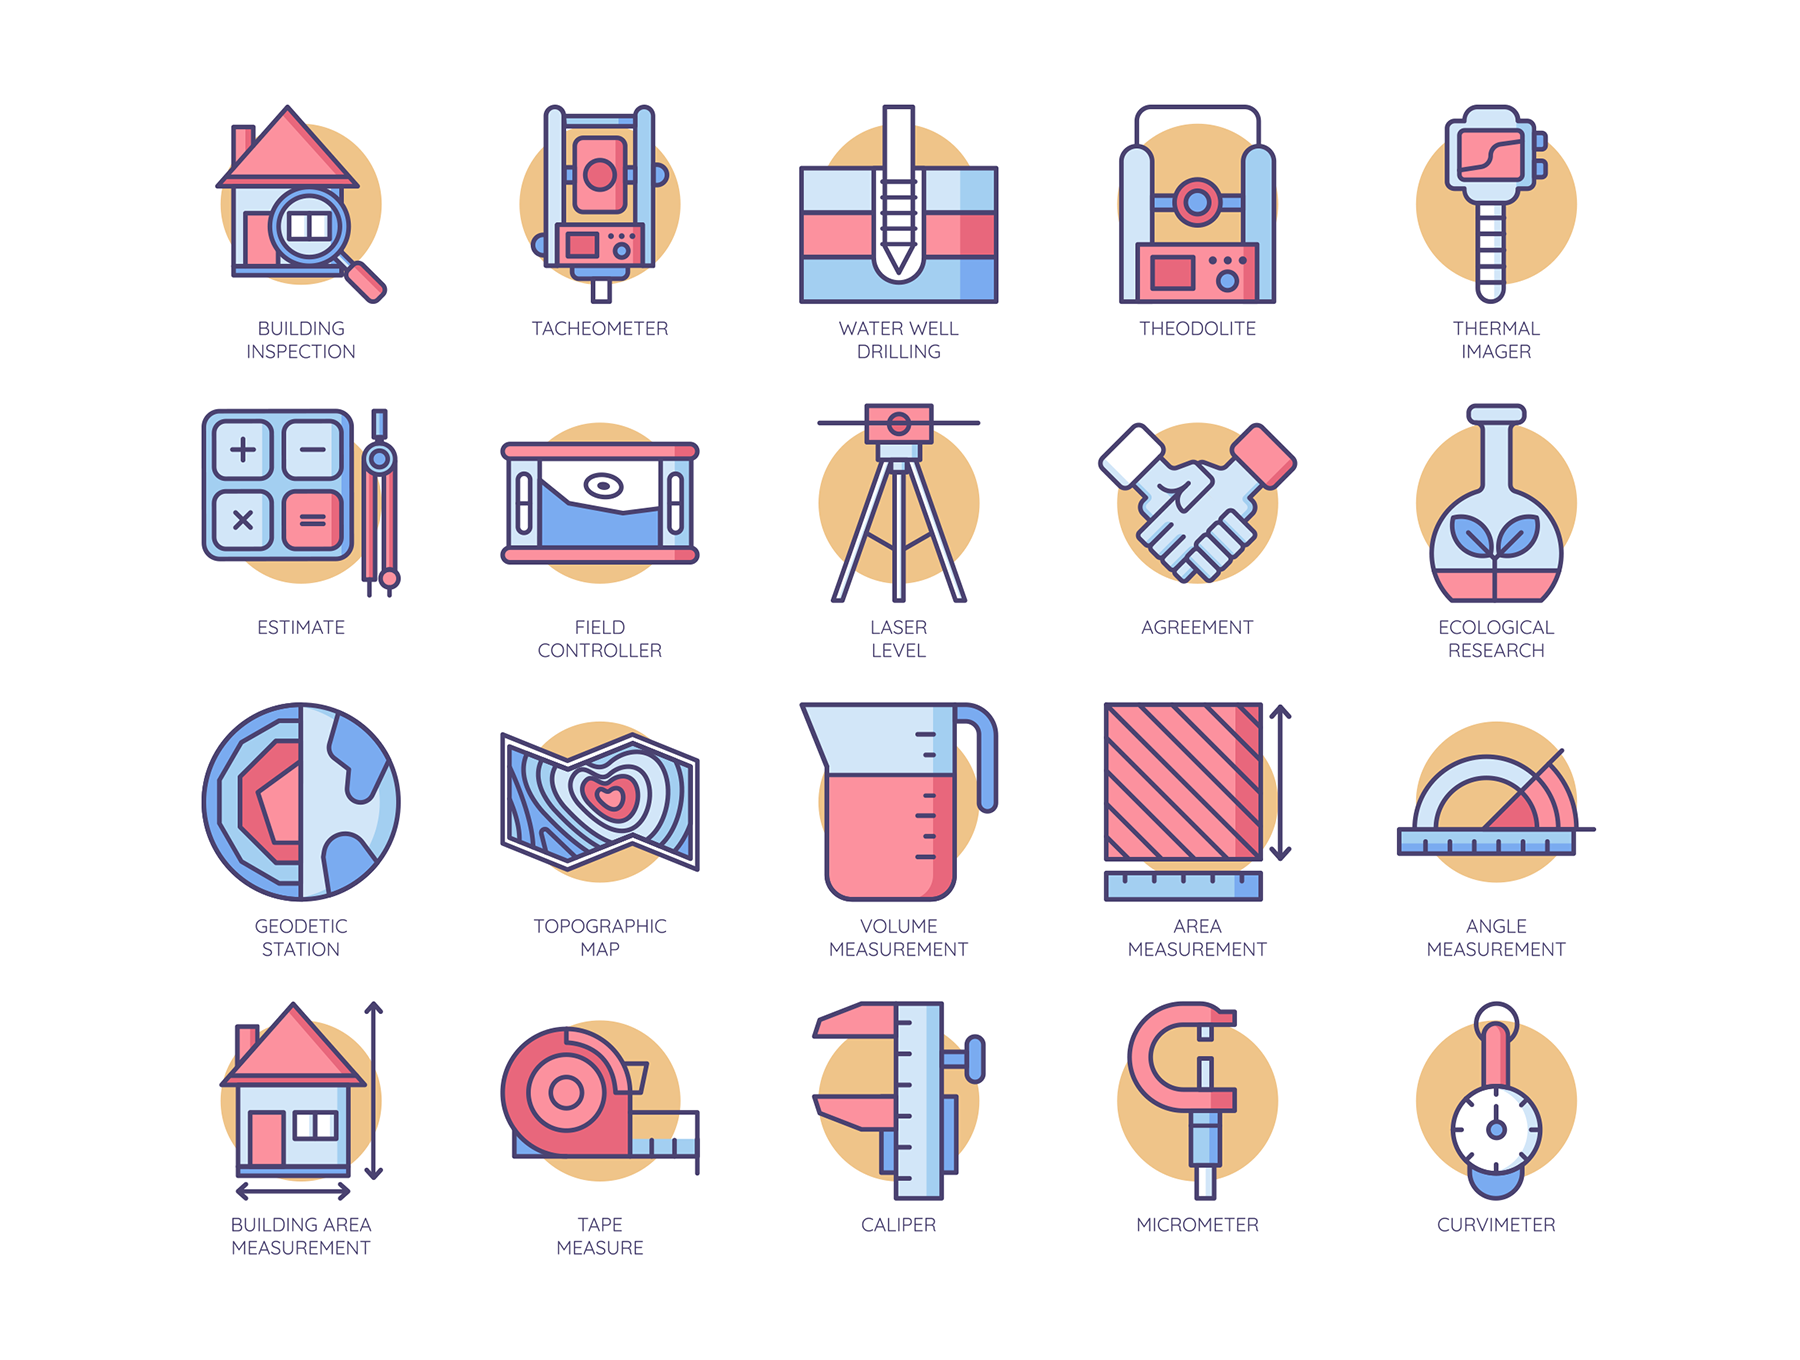 BUILDING
INSPECTION
TACHEOMETER
WATER WELL
DRILLING
THEODOLITE
THERMAL
IMAGER
ESTIMATE
FIELD
CONTROLLER
LASER
LEVEL
AGREEMENT
ECOLOGICAL
RESEARCH
GEODETIC
STATION
TOPOGRAPHIC
MAP
VOLUME
MEASUREMENT
AREA
MEASUREMENT
ANGLE
MEASUREMENT
BUILDING AREA
MEASUREMENT
TAPE
MEASURE
CALIPER
MICROMETER
CURVIMETER